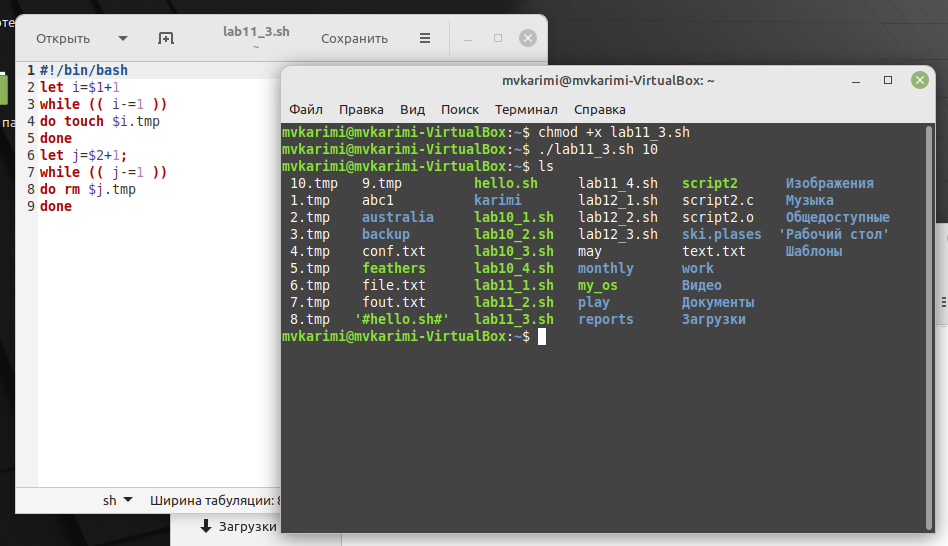 Открыть
lab11_3.sh
~
Сохранить
1 #!/bin/bash
2 let i=$1+1
3 while (( i-=1 ))
4 do touch $i.tmp
5 done
6 let j=$2+1;
7 while (( j-=1 ))
8 do rm $j.tmp
9 done
sh
Ширина табуляции: 8
Загрузки
mvkarimi@mvkarimi-VirtualBox: ~
Файл Правка Вид Поиск Терминал Справка
mvkarimi@mvkarimi-VirtualBox:~$ chmod +x lab11_3.sh
mvkarimi@mvkarimi-VirtualBox:~$ ./lab11_3.sh 10
mvkarimi@mvkarimi-VirtualBox:~$ ls
10.tmp 9.tmp hello.sh lab11_4.sh script2 Изображения
1.tmp abc1 karimi lab12_1.sh script2.c Музыка
2.tmp australia lab10_1.sh lab12_2.sh script2.o Общедоступные
3.tmp backup lab10_2.sh lab12_3.sh ski.plases 'Рабочий стол'
4.tmp conf.txt lab10_3.sh may text.txt Шаблоны
5.tmp feathers lab10_4.sh monthly work
6.tmp file.txt lab11_1.sh my_os Видео
7.tmp fout.txt lab11_2.sh play Документы
8.tmp '#hello.sh#' lab11_3.sh reports Загрузки
mvkarimi@mvkarimi-VirtualBox:~$